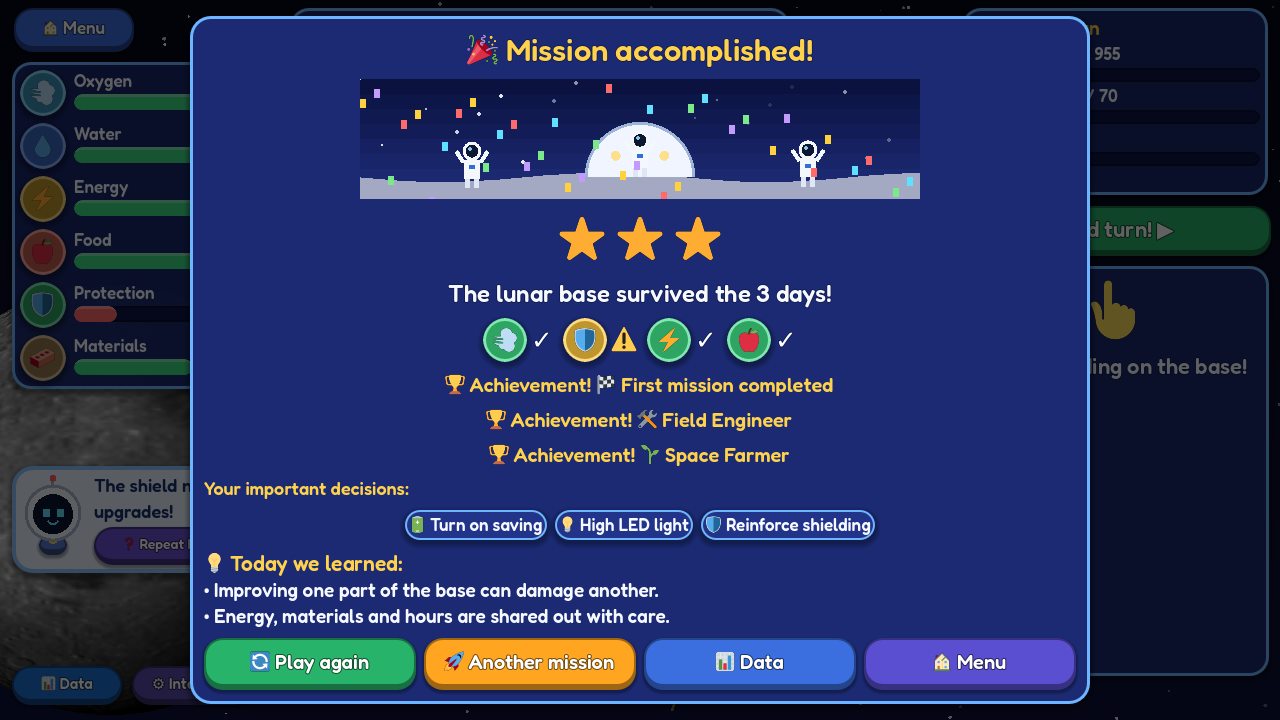 Menu
Oxygen
Water
Energy
Food
Protection
Materials
The shield
upgrades!
Repeat
Data
955
/ 70
turn! ▶
on the base!
Mission accomplished!
The lunar base survived the 3 days!
Achievement! First mission completed
Achievement! Field Engineer
Achievement! Space Farmer
Your important decisions:
Turn on saving
High LED light
Reinforce shielding
Today we learned:
• Improving one part of the base can damage another.
• Energy, materials and hours are shared out with care.
Play again
Another mission
Data
Menu